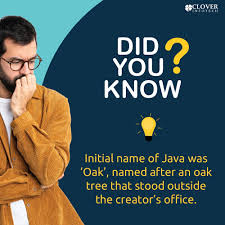 CLOVER
INFOTECH
DID
YOU ?
KNOW
Initial name of Java was
'Oak', named after an oak
tree that stood outside
the creator's office.